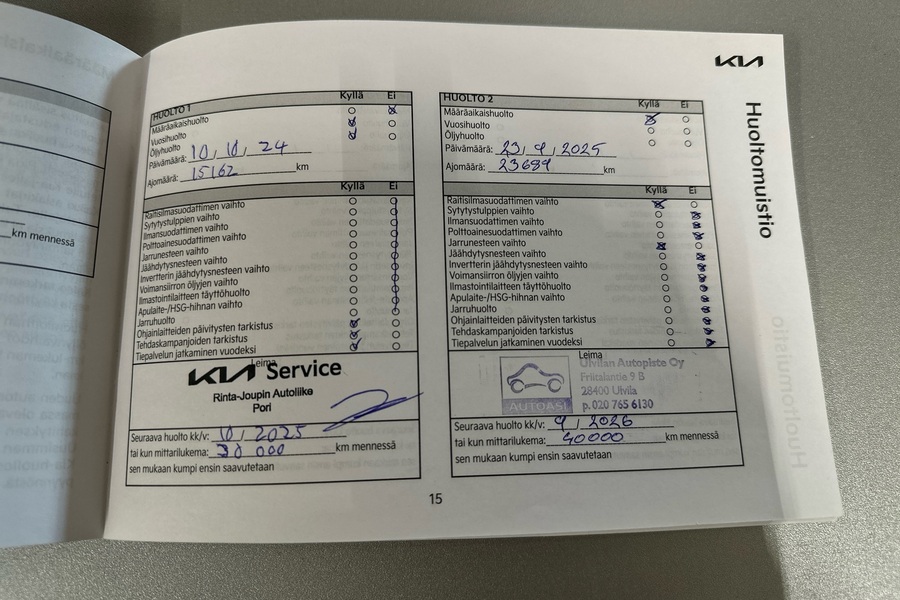 KIA
Huoltomuistio
km mennessä
HUOLTO 1 Kyllä Ei
Määräaikaishuolto
Vuosihuolto
Öljyhuolto
Päivämäärä: 10, 10, 24
Ajomäärä: 15162 km
Kyllä Ei
Raitisilmasuodattimen vaihto
Sytytystulppien vaihto
Ilmansuodattimen vaihto
Polttoainesuodattimen vaihto
Jarrunesteen vaihto
Jäähdytysnesteen vaihto
Invertterin jäähdytysnesteen vaihto
Voimansiirron öljyjen vaihto
Ilmastointilaitteen täyttöhuolto
Apulaite-/HSG-hihnan vaihto
Jarruhuolto
Ohjainlaitteiden päivitysten tarkistus
Tehdaskampanjoiden tarkistus
Tiepalvelun jatkaminen vuodeksi
Leima
KIA Service
Rinta-Joupin Autoliike
Pori
Seuraava huolto kk/v: 10, 2025
tai kun mittarilukema: 30 000 km mennessä
sen mukaan kumpi ensin saavutetaan
HUOLTO 2 Kyllä Ei
Määräaikaishuolto
Vuosihuolto
Öljyhuolto
Päivämäärä: 23, 9, 2025
Ajomäärä: 23689 km
Kyllä Ei
Raitisilmasuodattimen vaihto
Sytytystulppien vaihto
Ilmansuodattimen vaihto
Polttoainesuodattimen vaihto
Jarrunesteen vaihto
Jäähdytysnesteen vaihto
Invertterin jäähdytysnesteen vaihto
Voimansiirron öljyjen vaihto
Ilmastointilaitteen täyttöhuolto
Apulaite-/HSG-hihnan vaihto
Jarruhuolto
Ohjainlaitteiden päivitysten tarkistus
Tehdaskampanjoiden tarkistus
Tiepalvelun jatkaminen vuodeksi
Leima
AUTOASI
Ulvilan Autopiste Oy
Friitalantie 9 B
28400 Ulvila
p. 020 765 6130
Seuraava huolto kk/v: 9, 2026
tai kun mittarilukema: 40000 km mennessä
sen mukaan kumpi ensin saavutetaan
15